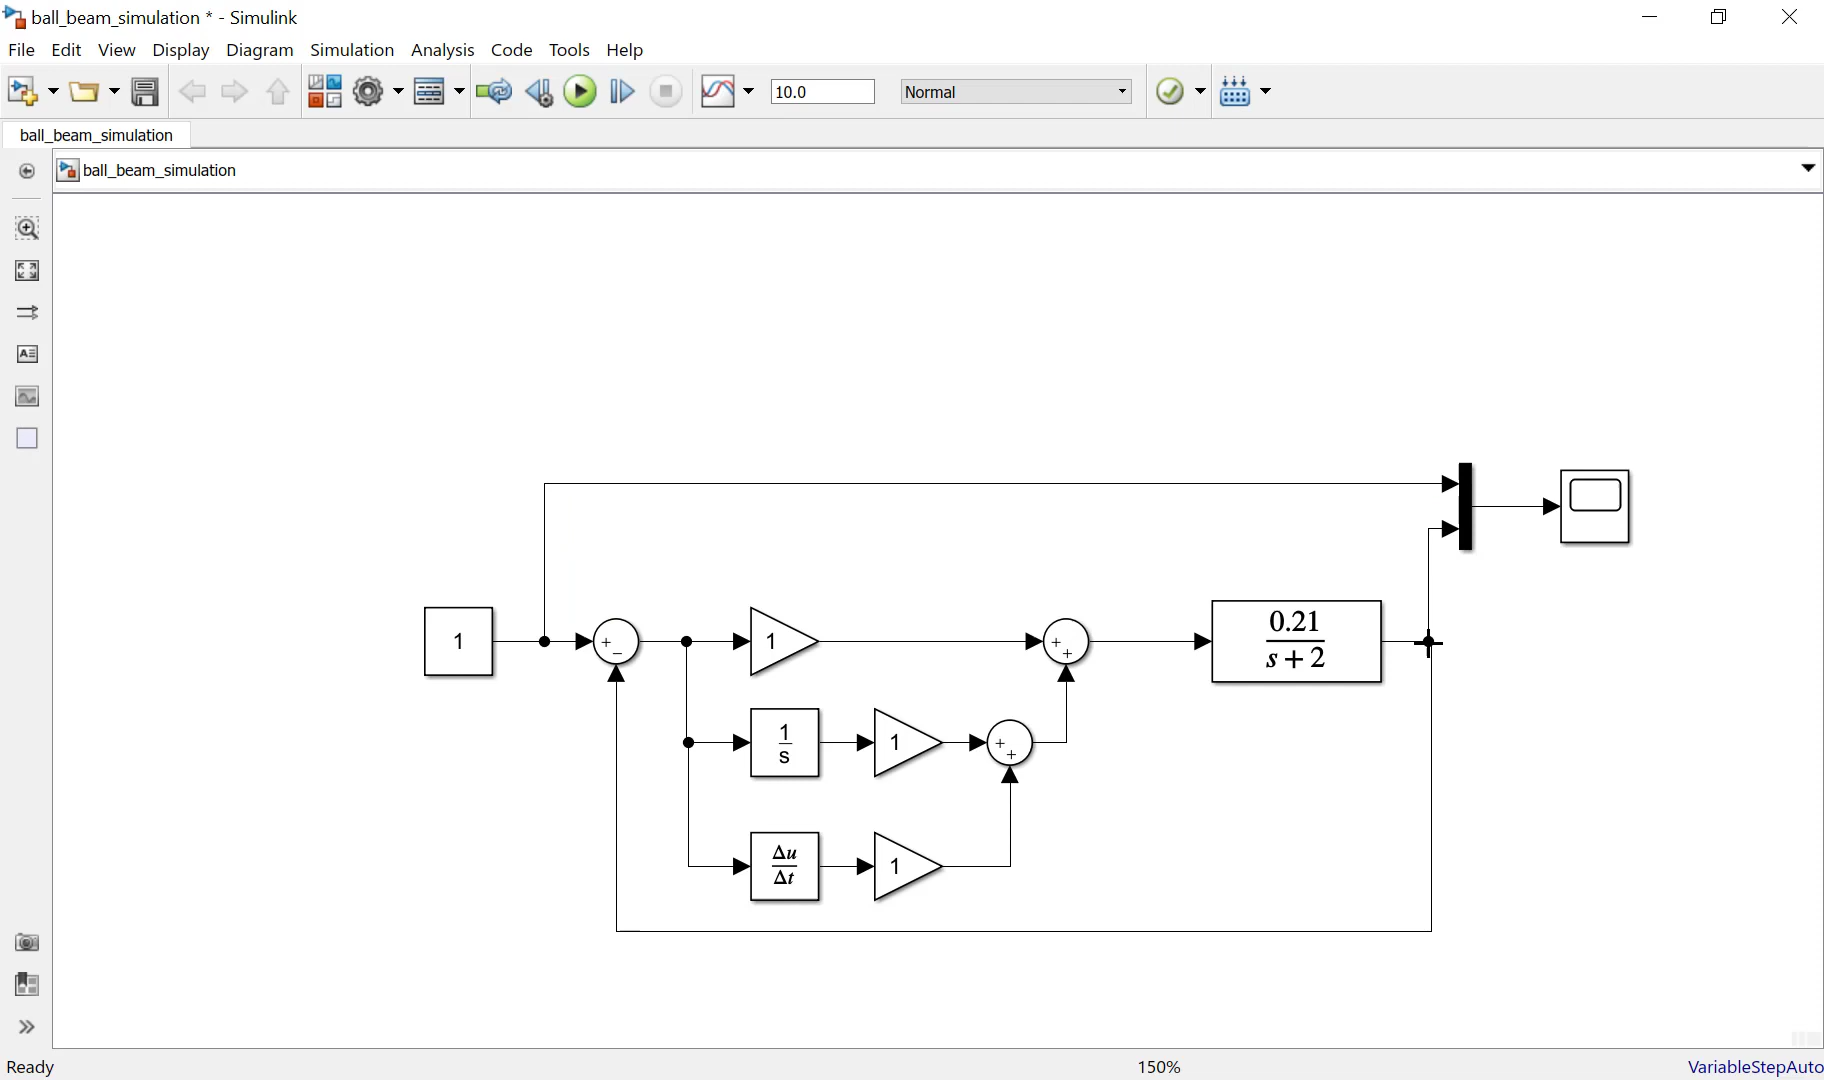 ball_beam_simulation * - Simulink
File Edit View Display Diagram Simulation Analysis Code Tools Help
10.0 Normal
ball_beam_simulation
ball_beam_simulation
1
+
−
1
+
+
0.21
s+2
1
s
1
+
+
Δu
Δt
1
Ready 150% VariableStepAuto